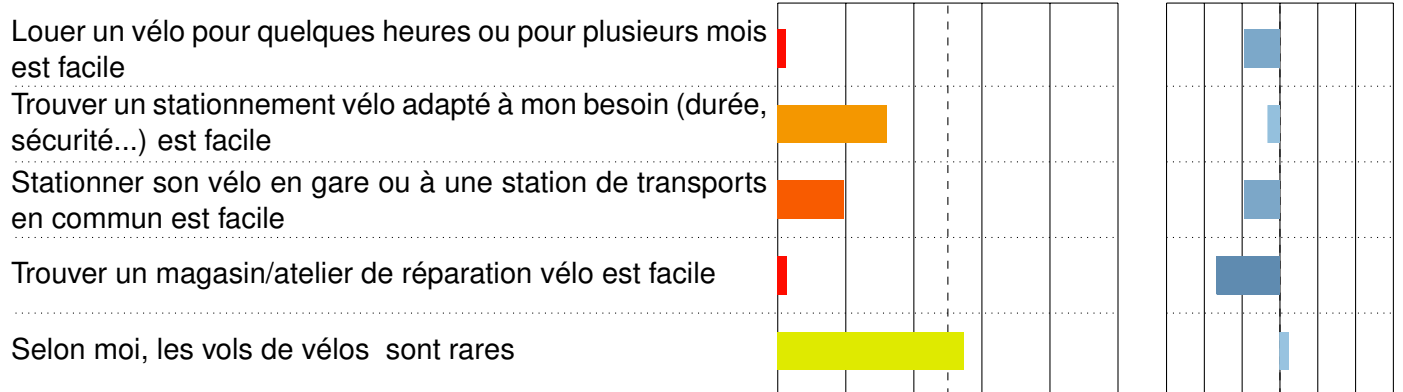 Louer un vélo pour quelques heures ou pour plusieurs mois
est facile
Trouver un stationnement vélo adapté à mon besoin (durée,
sécurité...) est facile
Stationner son vélo en gare ou à une station de transports
en commun est facile
Trouver un magasin/atelier de réparation vélo est facile
Selon moi, les vols de vélos  sont rares